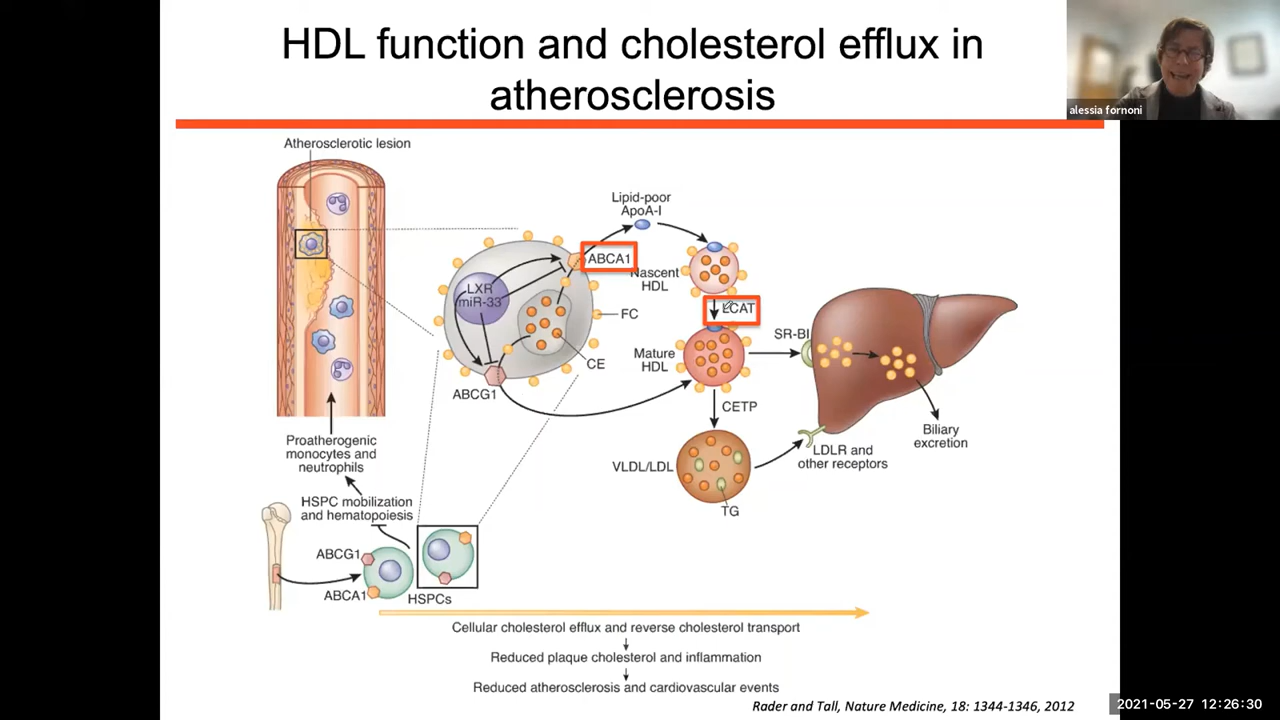 HDL function and cholesterol efflux in
atherosclerosis
alessia fornoni
Atherosclerotic lesion
Lipid-poor
ApoA-I
ABCA1
LXR
miR-33
Nascent
HDL
LCAT
FC
SR-BI
Mature
HDL
CE
ABCG1
CETP
Biliary
excretion
Proatherogenic
monocytes and
neutrophils
LDLR and
other receptors
VLDL/LDL
TG
HSPC mobilization
and hematopoiesis
ABCG1
ABCA1
HSPCs
Cellular cholesterol efflux and reverse cholesterol transport
Reduced plaque cholesterol and inflammation
Reduced atherosclerosis and cardiovascular events
Rader and Tall, Nature Medicine, 18: 1344-1346, 2012
2021-05-27 12:26:30